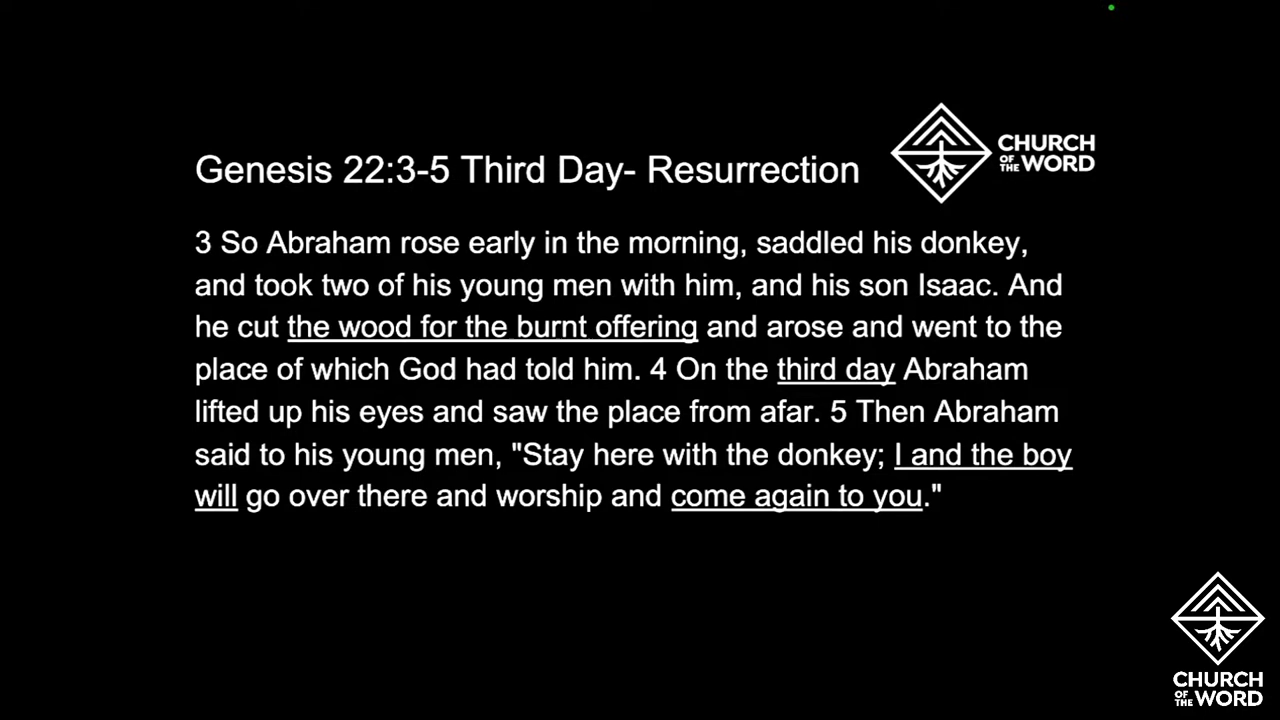 Genesis 22:3-5 Third Day- Resurrection
CHURCH
OF THE WORD
3 So Abraham rose early in the morning, saddled his donkey,
and took two of his young men with him, and his son Isaac. And
he cut the wood for the burnt offering and arose and went to the
place of which God had told him. 4 On the third day Abraham
lifted up his eyes and saw the place from afar. 5 Then Abraham
said to his young men, "Stay here with the donkey; I and the boy
will go over there and worship and come again to you."
CHURCH
OF THE WORD